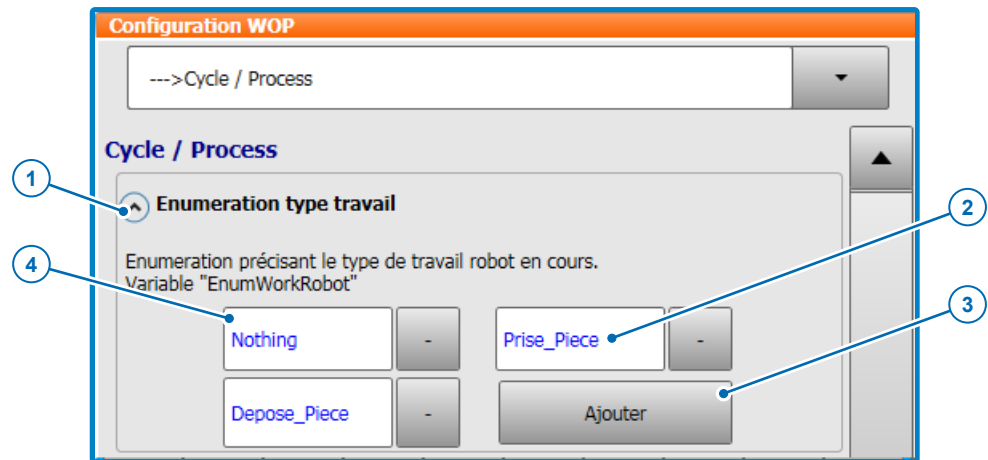 Configuration WOP
--->Cycle / Process
Cycle / Process
1
Enumeration type travail
2
4
Enumeration précisant le type de travail robot en cours.
Variable "EnumWorkRobot"
3
Nothing - Prise_Piece -
Depose_Piece - Ajouter